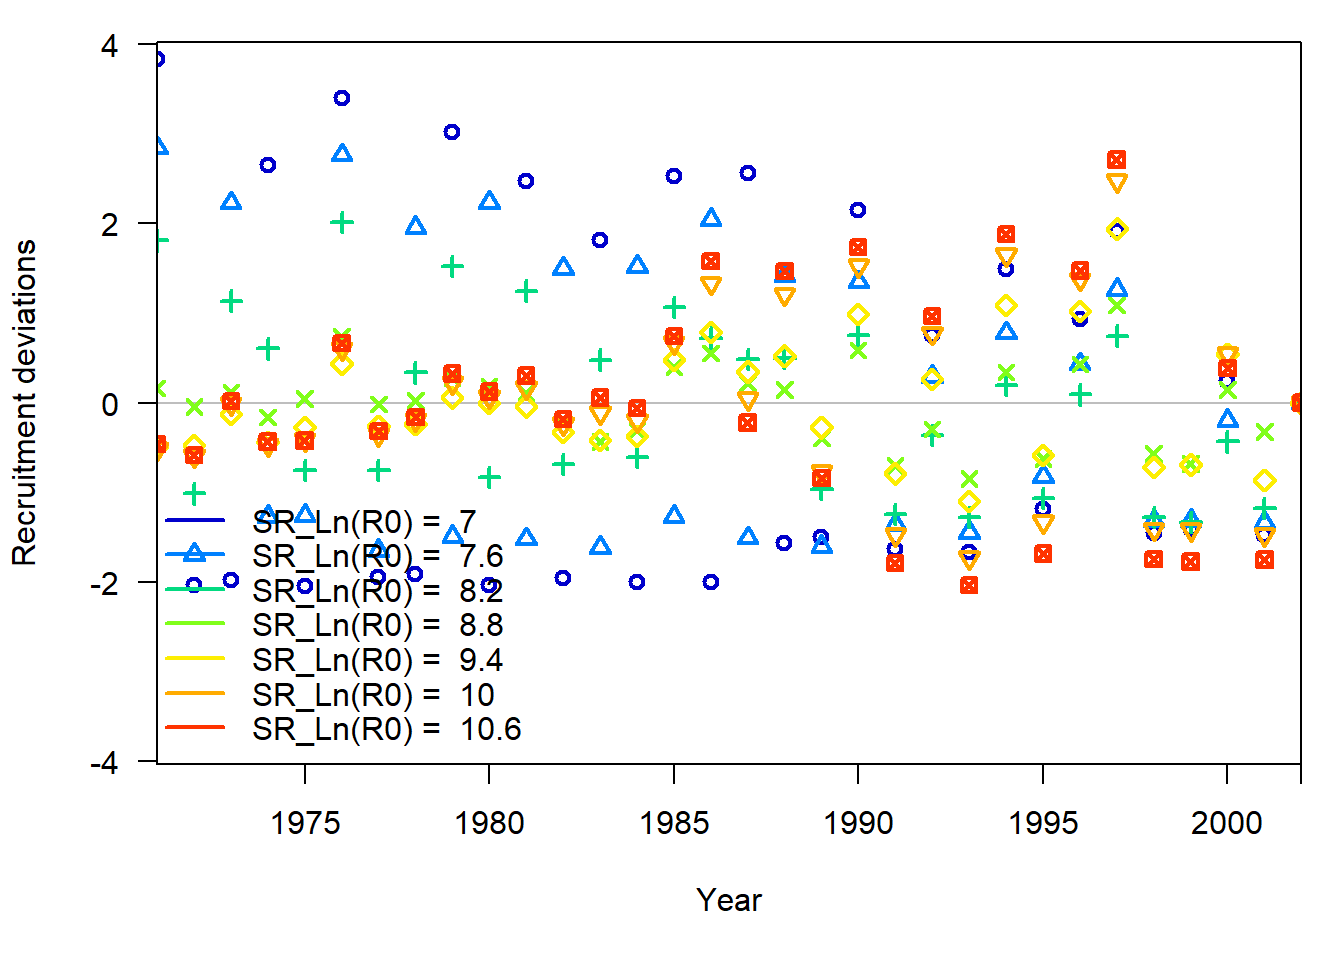 4
2
0
-2
-4
Recruitment deviations
SR_Ln(R0) = 7
SR_Ln(R0) = 7.6
SR_Ln(R0) = 8.2
SR_Ln(R0) = 8.8
SR_Ln(R0) = 9.4
SR_Ln(R0) = 10
SR_Ln(R0) = 10.6
1975 1980 1985 1990 1995 2000
Year